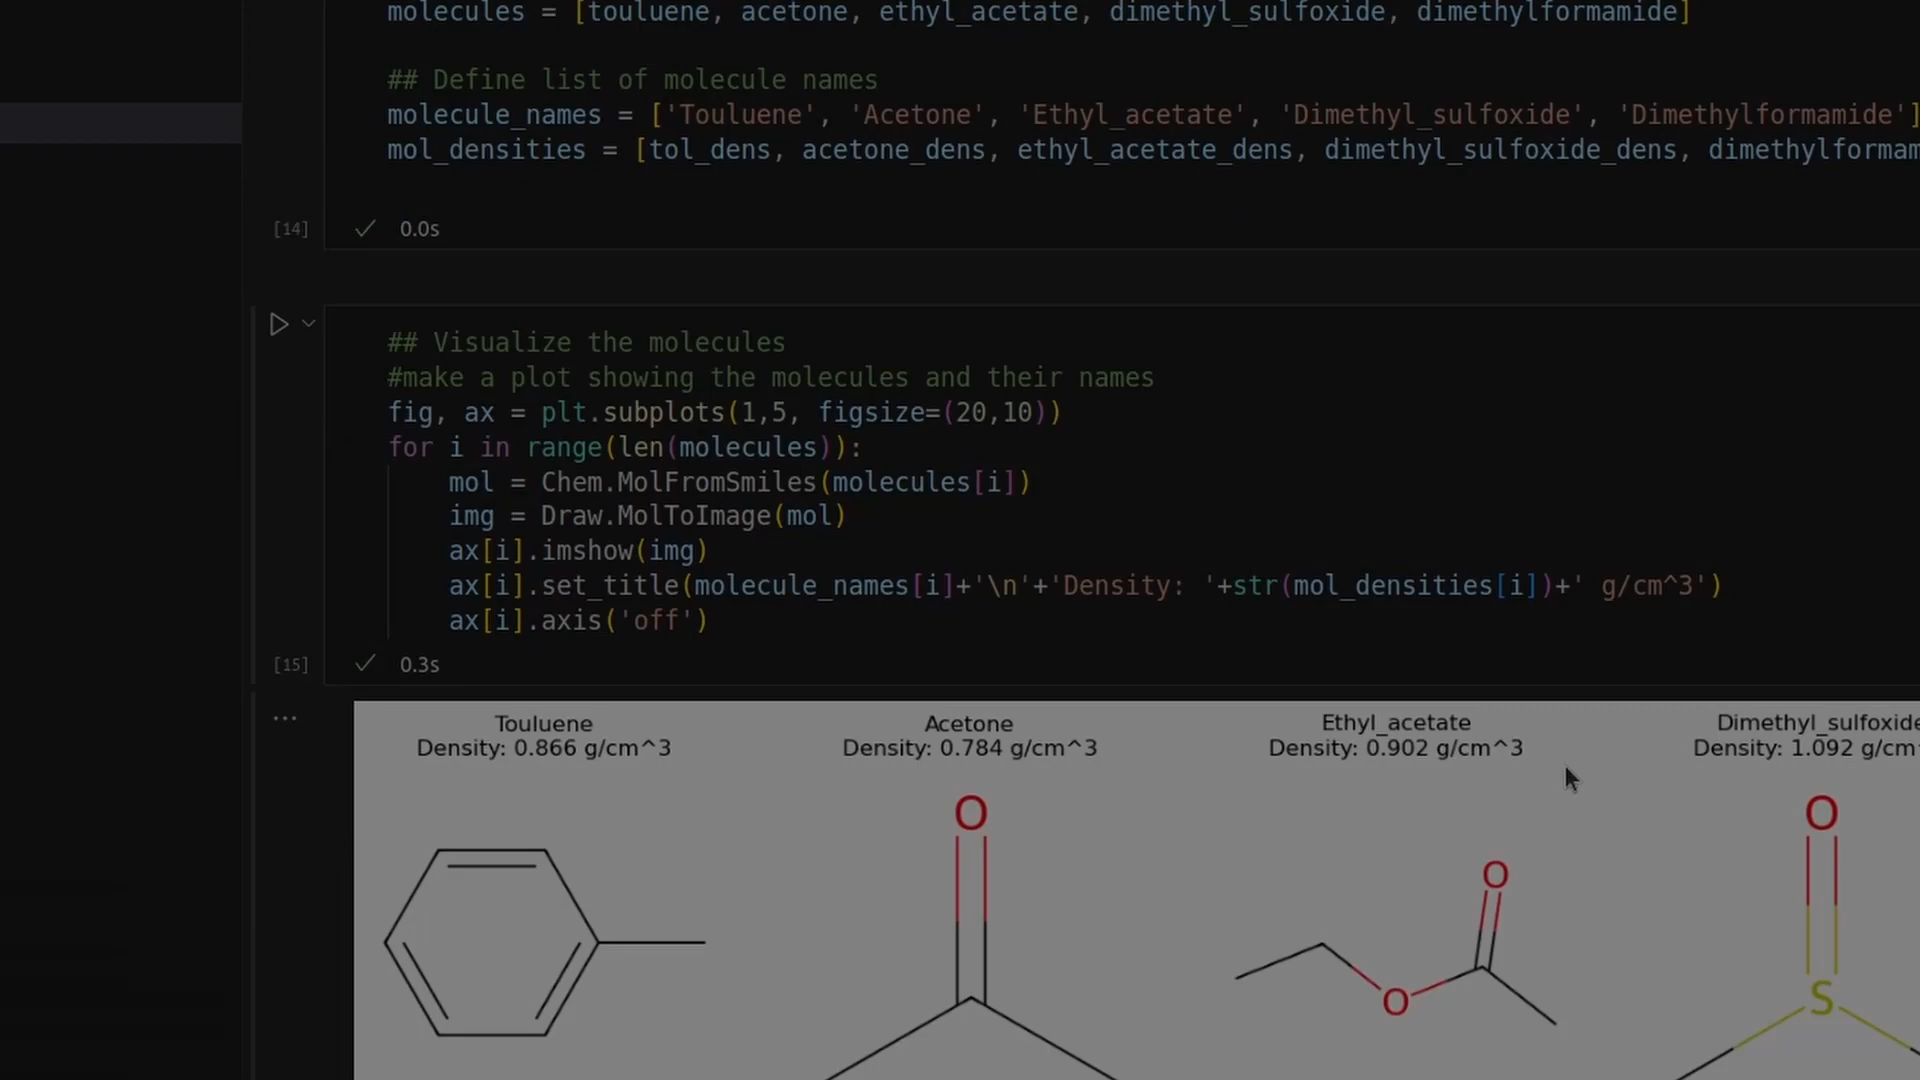 molecules = [touluene, acetone, ethyl_acetate, dimethyl_sulfoxide, dimethylformamide]
## Define list of molecule names
molecule_names = ['Touluene', 'Acetone', 'Ethyl_acetate', 'Dimethyl_sulfoxide', 'Dimethylformamide']
mol_densities = [tol_dens, acetone_dens, ethyl_acetate_dens, dimethyl_sulfoxide_dens, dimethylformam
[14] ✓ 0.0s
## Visualize the molecules
#make a plot showing the molecules and their names
fig, ax = plt.subplots(1,5, figsize=(20,10))
for i in range(len(molecules)):
    mol = Chem.MolFromSmiles(molecules[i])
    img = Draw.MolToImage(mol)
    ax[i].imshow(img)
    ax[i].set_title(molecule_names[i]+'\n'+'Density: '+str(mol_densities[i])+' g/cm^3')
    ax[i].axis('off')
[15] ✓ 0.3s
Touluene Acetone Ethyl_acetate Dimethyl_sulfoxide
Density: 0.866 g/cm^3 Density: 0.784 g/cm^3 Density: 0.902 g/cm^3 Density: 1.092 g/cm^
O O
O
O S